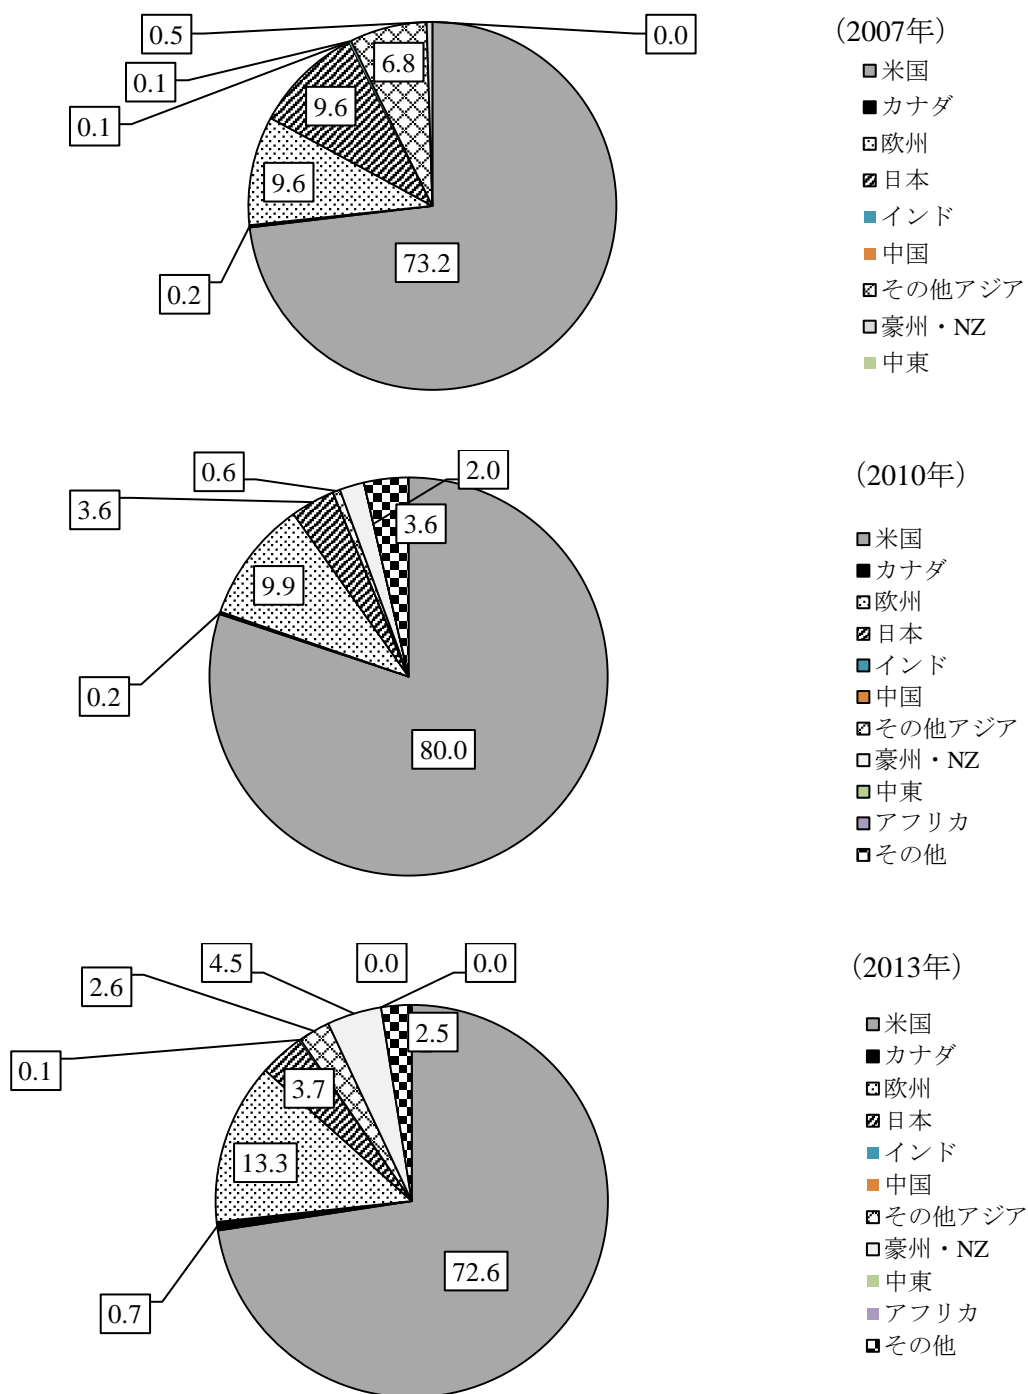 (2007年)
0.5
0.0
6.8
0.1
9.6
0.1
9.6
73.2
0.2
米国
カナダ
欧州
日本
インド
中国
その他アジア
豪州・NZ
中東
(2010年)
0.6
2.0
3.6
3.6
9.9
0.2
80.0
米国
カナダ
欧州
日本
インド
中国
その他アジア
豪州・NZ
中東
アフリカ
その他
(2013年)
4.5
0.0
0.0
2.6
2.5
0.1
3.7
13.3
72.6
0.7
米国
カナダ
欧州
日本
インド
中国
その他アジア
豪州・NZ
中東
アフリカ
その他